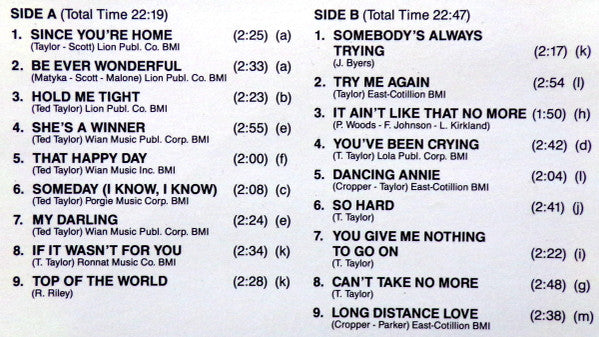 SIDE A (Total Time 22:19)
1. SINCE YOU'RE HOME (2:25) (a)
(Taylor - Scott) Lion Publ. Co. BMI
2. BE EVER WONDERFUL (2:33) (a)
(Matyka - Scott - Malone) Lion Publ. Co. BMI
3. HOLD ME TIGHT (2:23) (b)
(Ted Taylor) Lion Publ. Co. BMI
4. SHE'S A WINNER (2:55) (e)
(Ted Taylor) Wian Music Publ. Corp. BMI
5. THAT HAPPY DAY (2:00) (f)
(Ted Taylor) Wian Music Inc. BMI
6. SOMEDAY (I KNOW, I KNOW) (2:08) (c)
(Ted Taylor) Porgie Music Corp. BMI
7. MY DARLING (2:24) (e)
(Ted Taylor) Wian Music Publ. Corp. BMI
8. IF IT WASN'T FOR YOU (2:34) (k)
(T. Taylor) Ronnat Music Co. BMI
9. TOP OF THE WORLD (2:28) (k)
(R. Riley)
SIDE B (Total Time 22:47)
1. SOMEBODY'S ALWAYS
TRYING (2:17) (k)
(J. Byers)
2. TRY ME AGAIN (2:54 (l)
(Taylor) East-Cotillion BMI
3. IT AIN'T LIKE THAT NO MORE (1:50) (h)
(P. Woods - F. Johnson - L. Kirkland)
4. YOU'VE BEEN CRYING (2:42) (d)
(T. Taylor) Lola Publ. Corp. BMI
5. DANCING ANNIE (2:04) (l)
(Cropper - Taylor) East-Cotillion BMI
6. SO HARD (2:41) (j)
(T. Taylor)
7. YOU GIVE ME NOTHING
TO GO ON (2:22) (i)
(T. Taylor)
8. CAN'T TAKE NO MORE (2:48) (g)
(T. Taylor)
9. LONG DISTANCE LOVE (2:38) (m)
(Cropper - Parker) East-Cotillion BMI